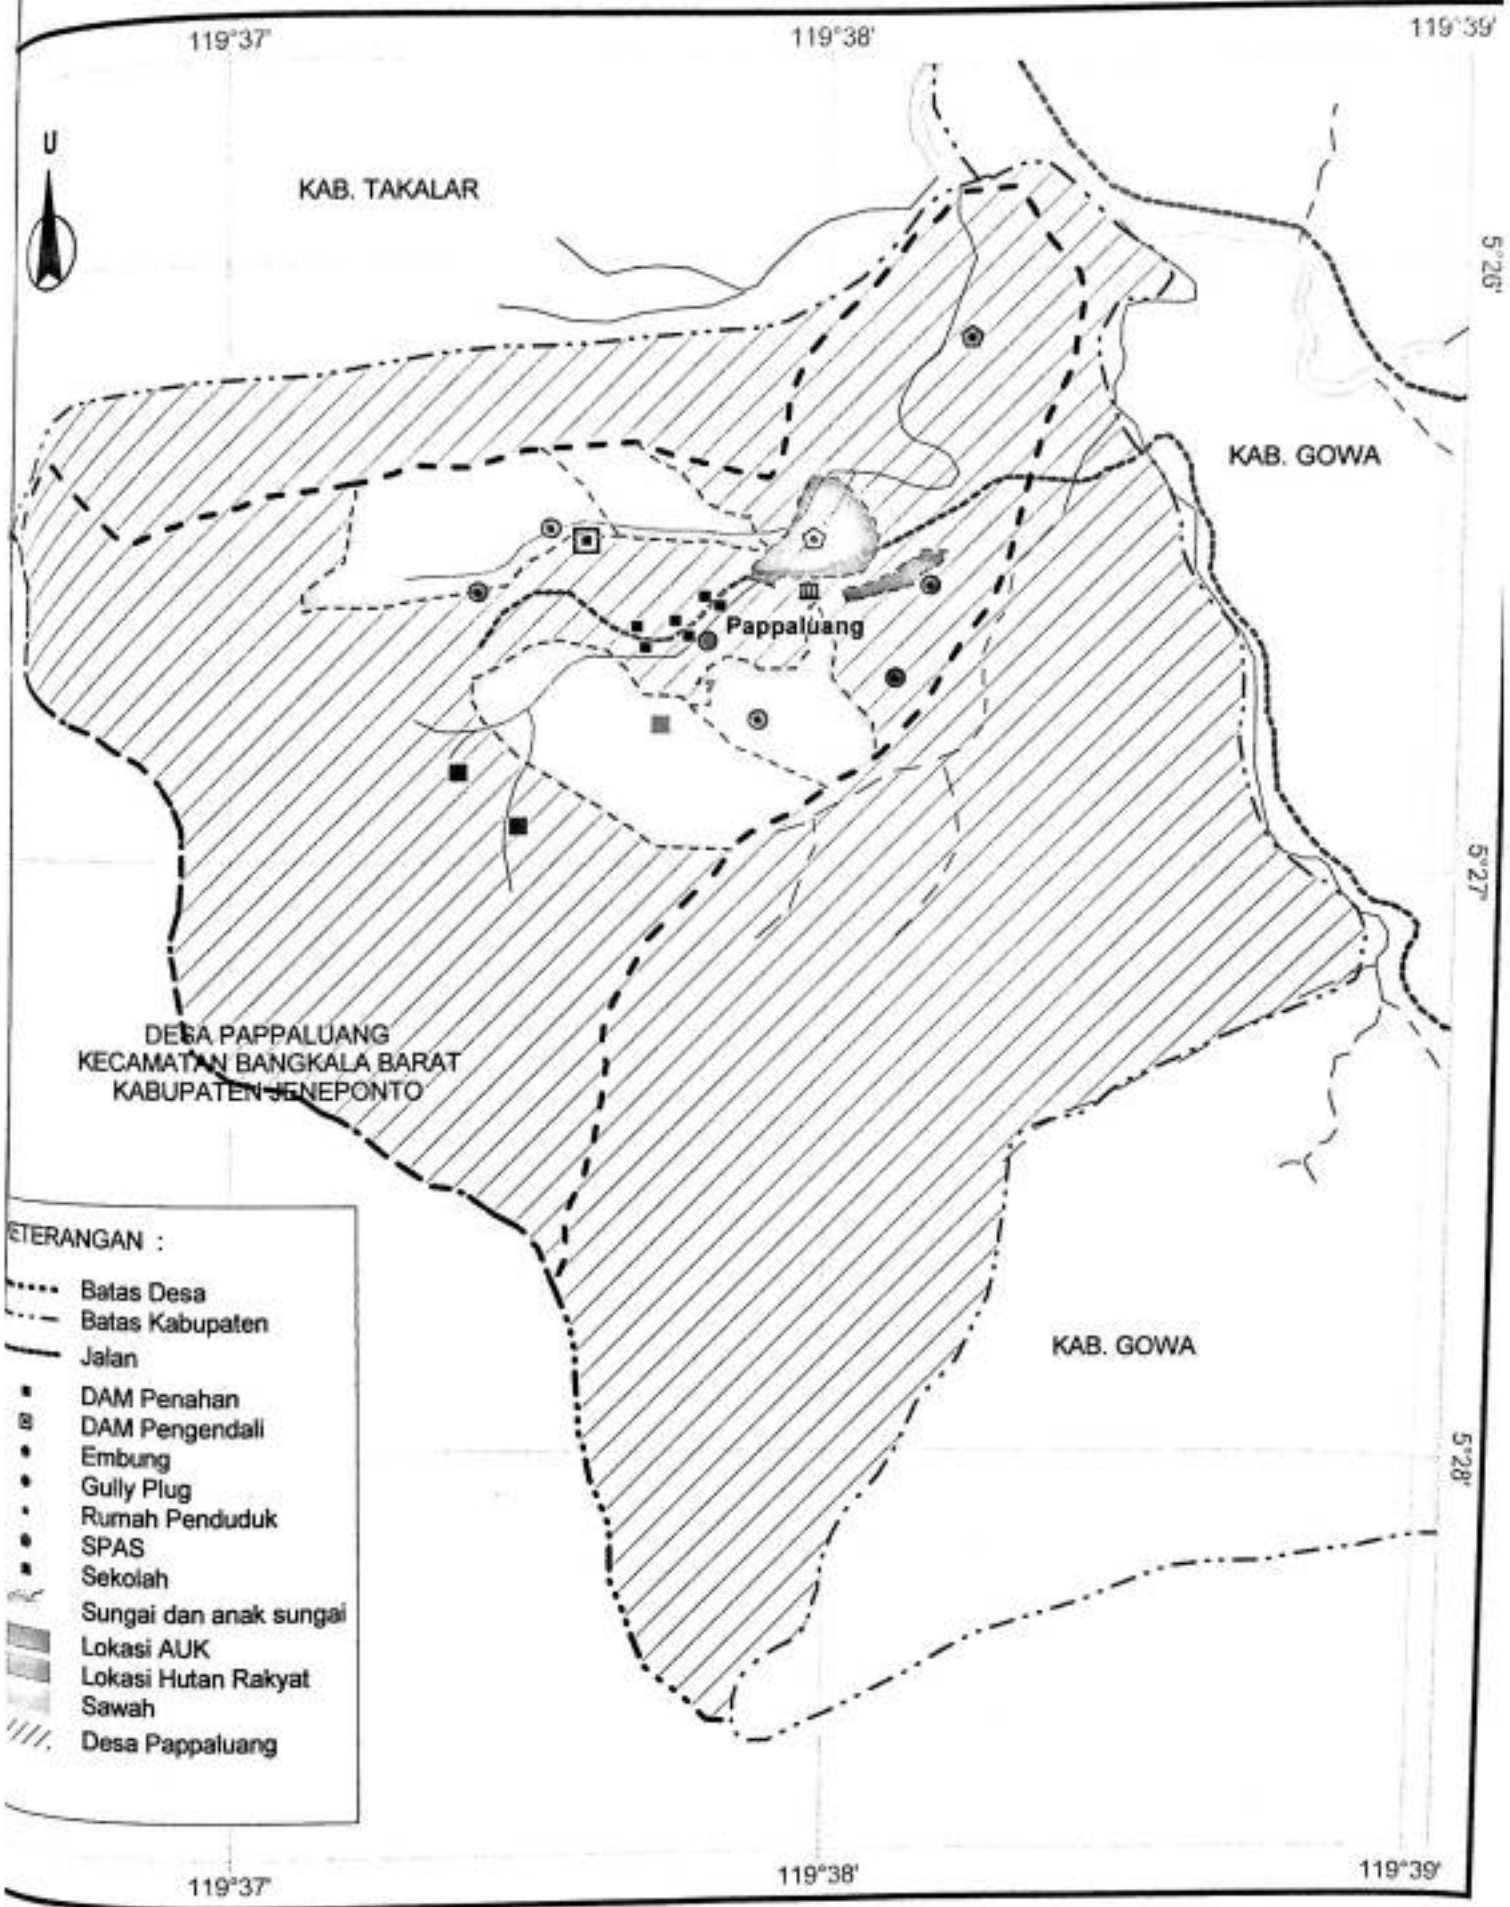 119°37'
119°38'
119°39'
U
KAB. TAKALAR
5°26'
KAB. GOWA
Pappaluang
5°27'
DESA PAPPALUANG
KECAMATAN BANGKALA BARAT
KABUPATEN JENEPONTO
ETERANGAN :
Batas Desa
Batas Kabupaten
Jalan
DAM Penahan
DAM Pengendali
Embung
Gully Plug
Rumah Penduduk
SPAS
Sekolah
Sungai dan anak sungai
Lokasi AUK
Lokasi Hutan Rakyat
Sawah
Desa Pappaluang
KAB. GOWA
5°28'
119°37'
119°38'
119°39'